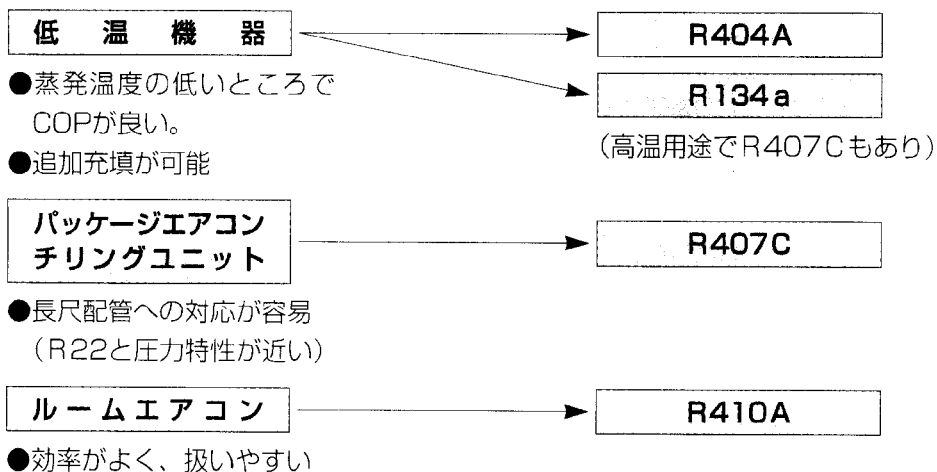 低温機器
R404A
●蒸発温度の低いところで
COPが良い。
●追加充填が可能
R134a
(高温用途でR407Cもあり)
パッケージエアコン
チリングユニット
R407C
●長尺配管への対応が容易
(R22と圧力特性が近い)
ルームエアコン
R410A
●効率がよく、扱いやすい